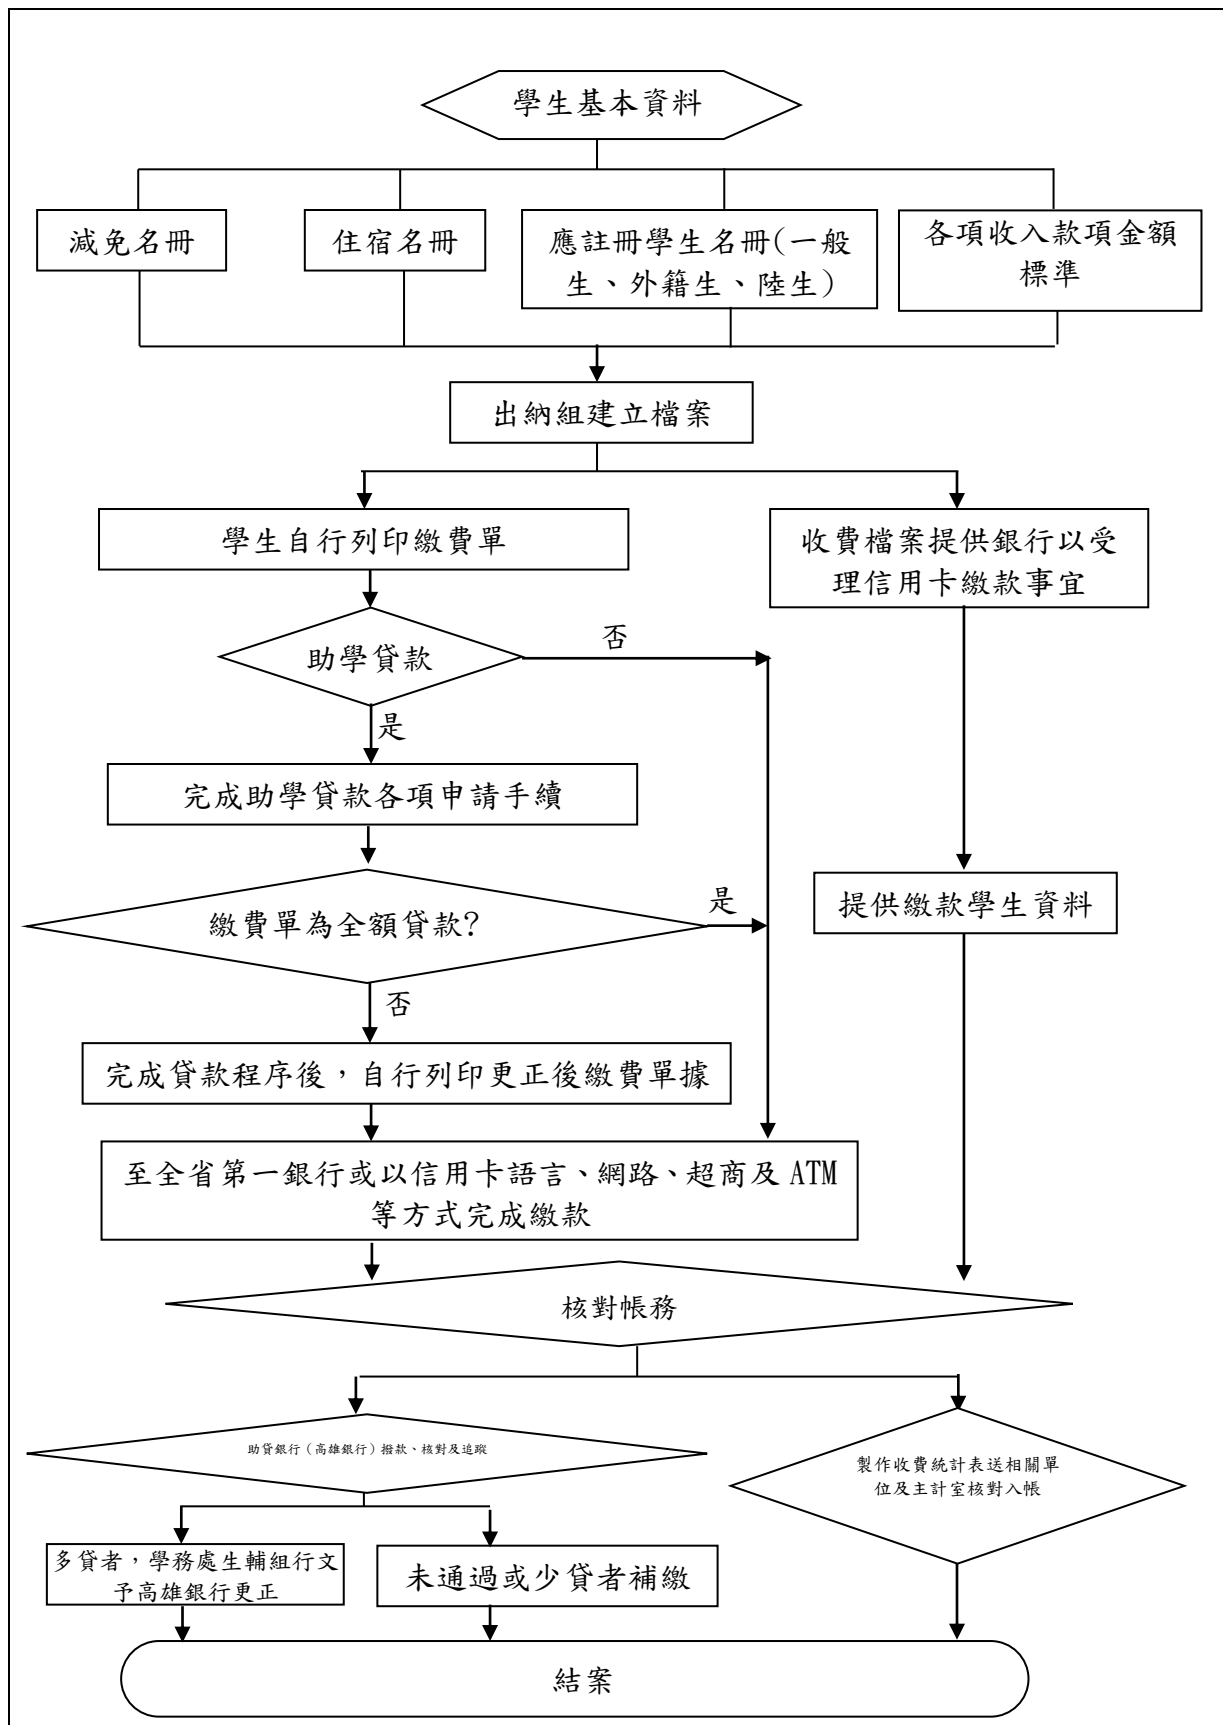 學生基本資料
減免名冊
住宿名冊
應註冊學生名冊(一般
生、外籍生、陸生)
各項收入款項金額
標準
出納組建立檔案
學生自行列印繳費單
收費檔案提供銀行以受
理信用卡繳款事宜
否
助學貸款
是
完成助學貸款各項申請手續
是
繳費單為全額貸款?
提供繳款學生資料
否
完成貸款程序後，自行列印更正後繳費單據
至全省第一銀行或以信用卡語言、網路、超商及 ATM
等方式完成繳款
核對帳務
助貸銀行（高雄銀行）撥款、核對及追蹤
製作收費統計表送相關單
位及主計室核對入帳
多貸者，學務處生輔組行文
予高雄銀行更正
未通過或少貸者補繳
結案